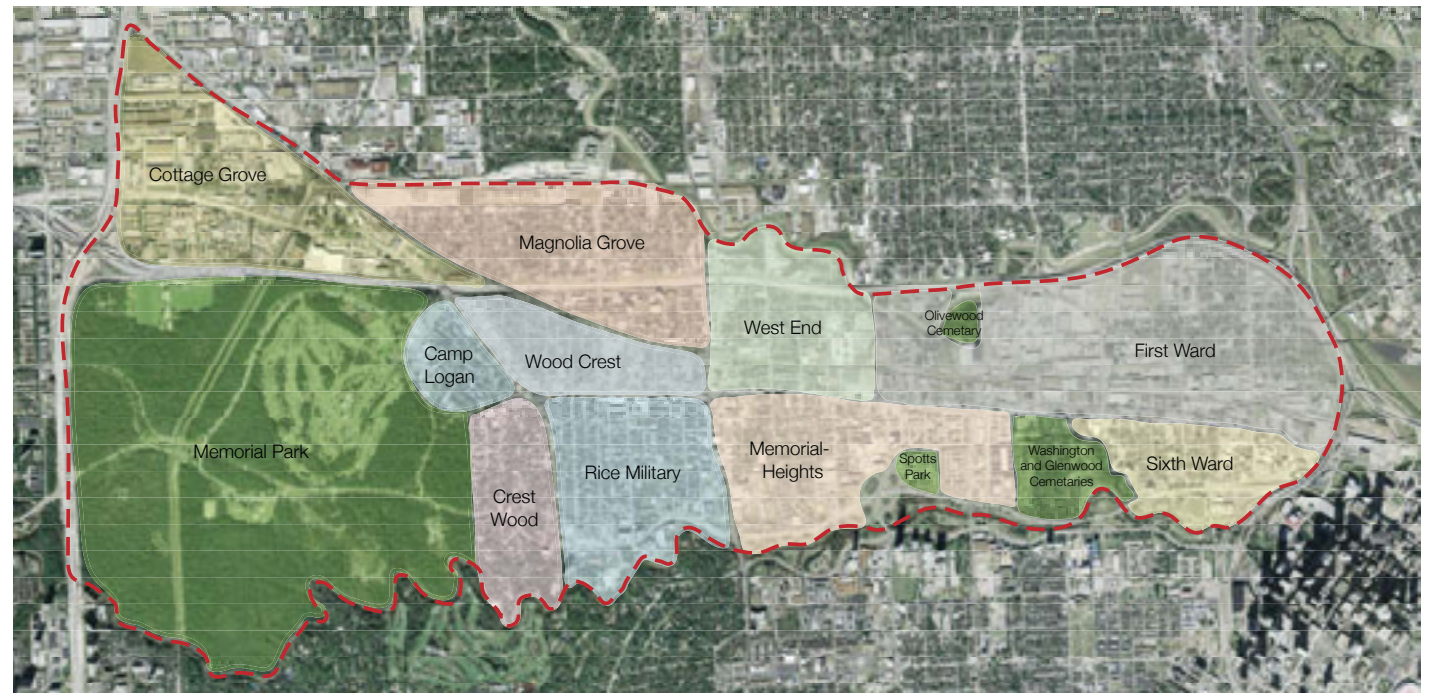 Cottage Grove
Magnolia Grove
Olivewood
Cemetary
West End
First Ward
Camp
Logan
Wood Crest
Memorial Park
Crest
Wood
Rice Military
Memorial-
Heights
Spotts
Park
Washington
and Glenwood
Cemetaries
Sixth Ward